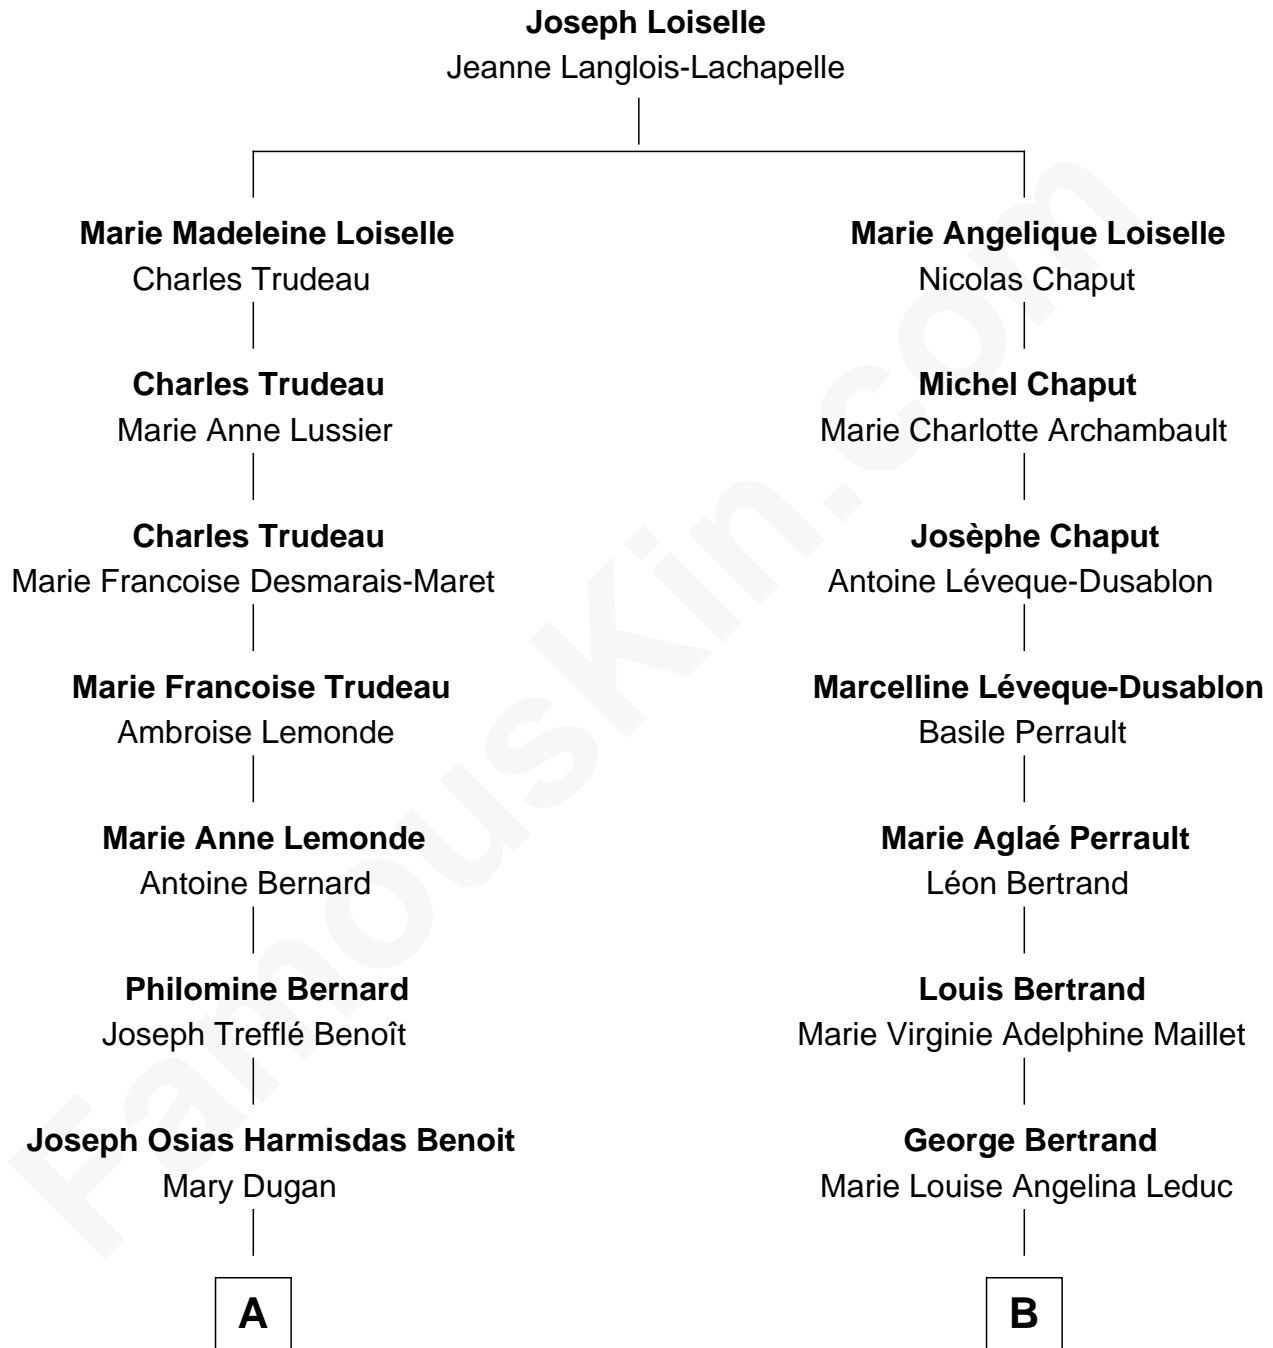 Joseph Loiselle
Jeanne Langlois-Lachapelle
Marie Madeleine Loiselle
Charles Trudeau
Charles Trudeau
Marie Anne Lussier
Charles Trudeau
Marie Francoise Desmarais-Maret
Marie Francoise Trudeau
Ambroise Lemonde
Marie Anne Lemonde
Antoine Bernard
Philomine Bernard
Joseph Trefflé Benoît
Joseph Osias Harmisdas Benoit
Mary Dugan
A
Marie Angelique Loiselle
Nicolas Chaput
Michel Chaput
Marie Charlotte Archambault
Josèphe Chaput
Antoine Léveque-Dusablon
Marcelline Léveque-Dusablon
Basile Perrault
Marie Aglaé Perrault
Léon Bertrand
Louis Bertrand
Marie Virginie Adelphine Maillet
George Bertrand
Marie Louise Angelina Leduc
B
FamousKin.com